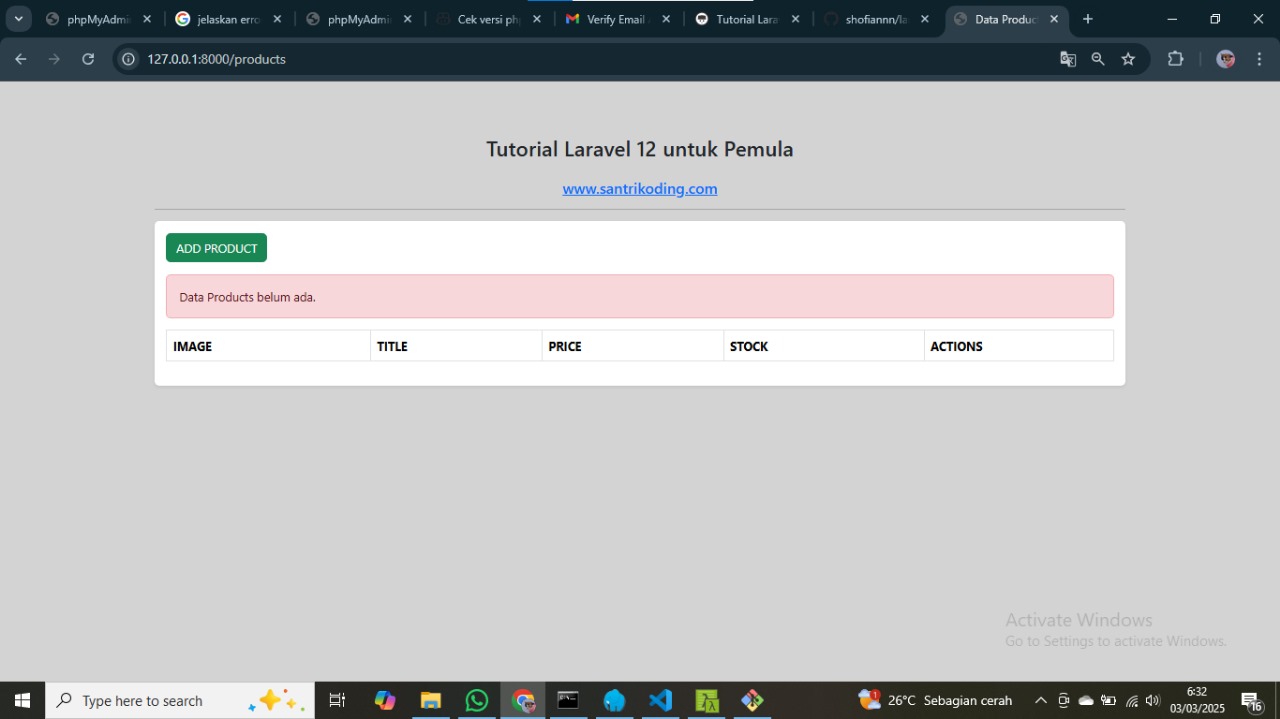 phpMyAdmi
jelaskan erro
phpMyAdmi
Cek versi ph
Verify Email
Tutorial Lara
shofiannn/la
Data Produc
127.0.0.1:8000/products
Tutorial Laravel 12 untuk Pemula
www.santrikoding.com
ADD PRODUCT
Data Products belum ada.
IMAGE TITLE PRICE STOCK ACTIONS
Activate Windows
Go to Settings to activate Windows.
Type here to search
1
26°C Sebagian cerah
6:32
03/03/2025
16